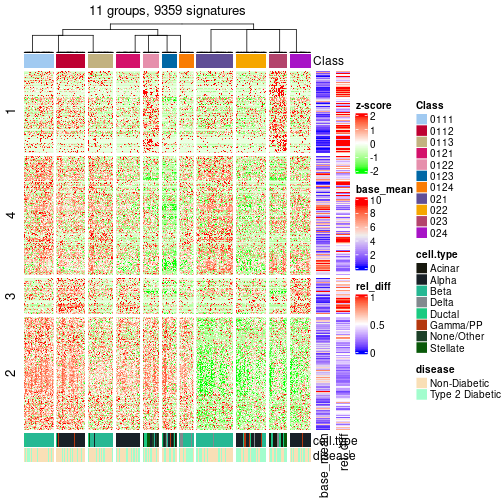 11 groups, 9359 signatures
Class
1
4
3
2
z-score
2
1
0
-1
-2
base_mean
10
8
6
4
2
0
rel_diff
1
0.5
0
Class
0111
0112
0113
0121
0122
0123
0124
021
022
023
024
cell.type
Acinar
Alpha
Beta
Delta
Ductal
Gamma/PP
None/Other
Stellate
disease
Non-Diabetic
Type 2 Diabetic
cell.type
disease
base_mean
rel_diff